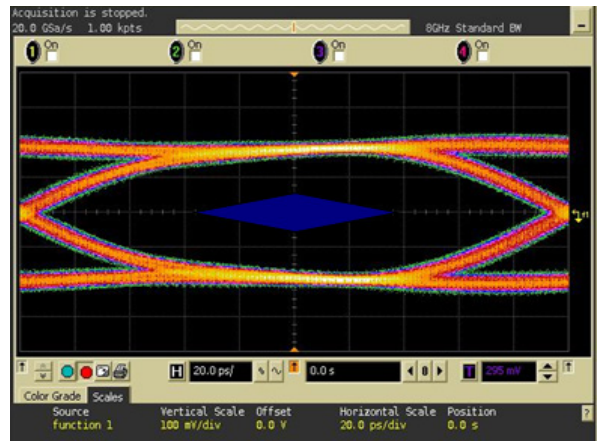 Acquisition is stopped.
20.0 GSa/s 1.00 kpts
8GHz Standard BW
1 On
2 On
3 On
4 On
f1
H 20.0 ps/
0.0 s
0
T 295 mV
Color Grade Scales
Source Vertical Scale Offset Horizontal Scale Position
function 1 100 mV/div 0.0 V 20.0 ps/div 0.0 s
?